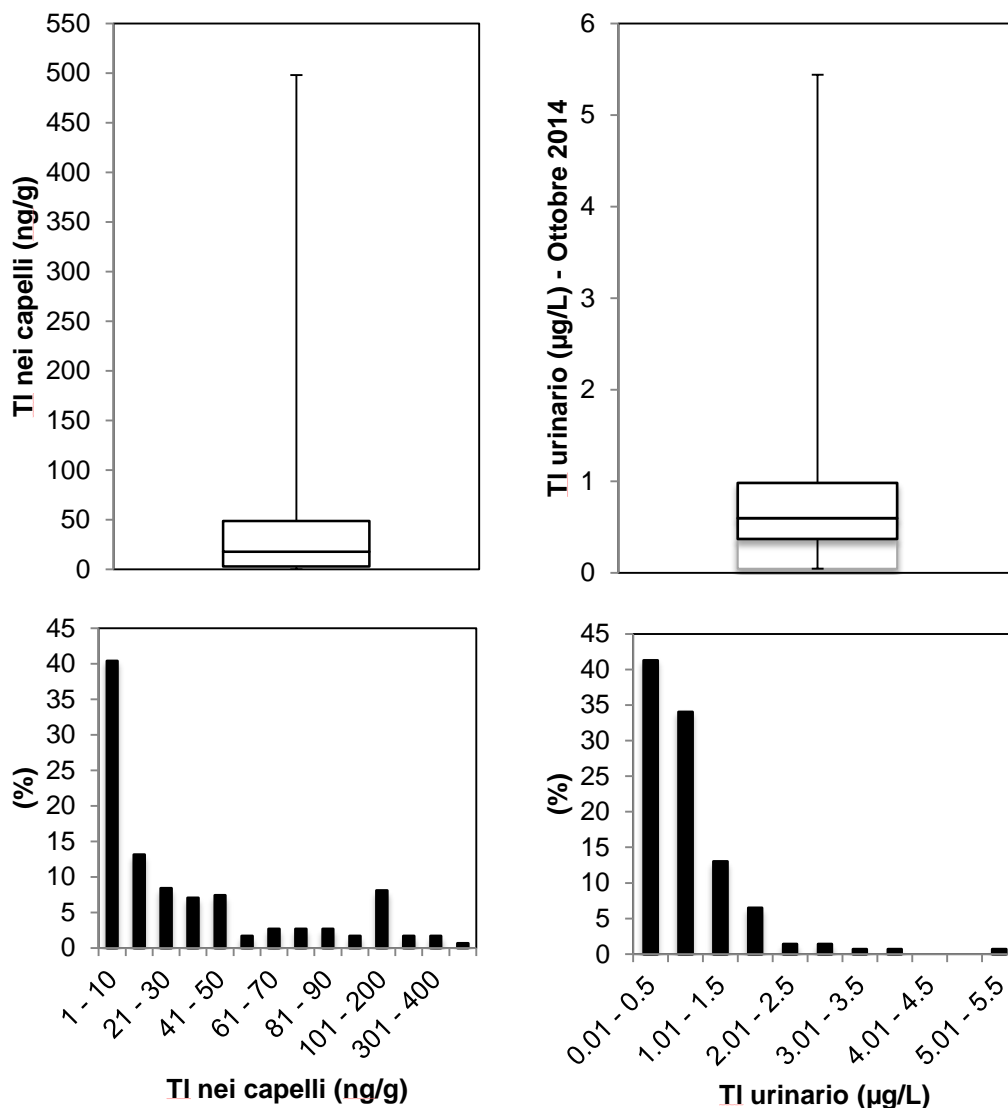 550
500
450
400
350
300
250
200
150
100
50
0
Tl nei capelli (ng/g)
6
5
4
3
2
1
0
Tl urinario (µg/L) - Ottobre 2014
45
40
35
30
25
20
15
10
5
0
(%)
1 - 10
21 - 30
41 - 50
61 - 70
81 - 90
101 - 200
301 - 400
Tl nei capelli (ng/g)
45
40
35
30
25
20
15
10
5
0
(%)
0.01 - 0.5
1.01 - 1.5
2.01 - 2.5
3.01 - 3.5
4.01 - 4.5
5.01 - 5.5
Tl urinario (µg/L)